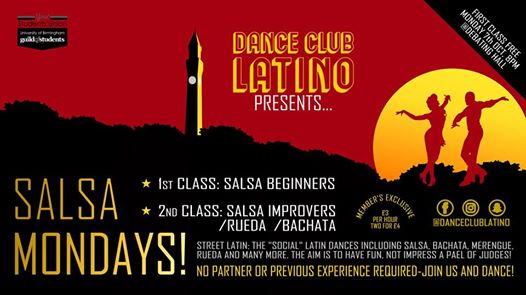 students' union
University of Birmingham
guild of students
DANCE CLUB
LATINO
PRESENTS...
FIRST CLASS FREE
MONDAY 7th OCT, 8PM
@DEBATING HALL
SALSA
MONDAYS!
1ST CLASS: SALSA BEGINNERS
2ND CLASS: SALSA IMPROVERS
/RUEDA /BACHATA
MEMBER'S EXCLUSIVE
£3
PER HOUR
TWO FOR £4
@DANCECLUBLATINO
STREET LATIN: THE "SOCIAL" LATIN DANCES INCLUDING SALSA, BACHATA, MERENGUE,
RUEDA AND MANY MORE. THE AIM IS TO HAVE FUN, NOT IMPRESS A PAEL OF JUDGES!
NO PARTNER OR PREVIOUS EXPERIENCE REQUIRED-JOIN US AND DANCE!